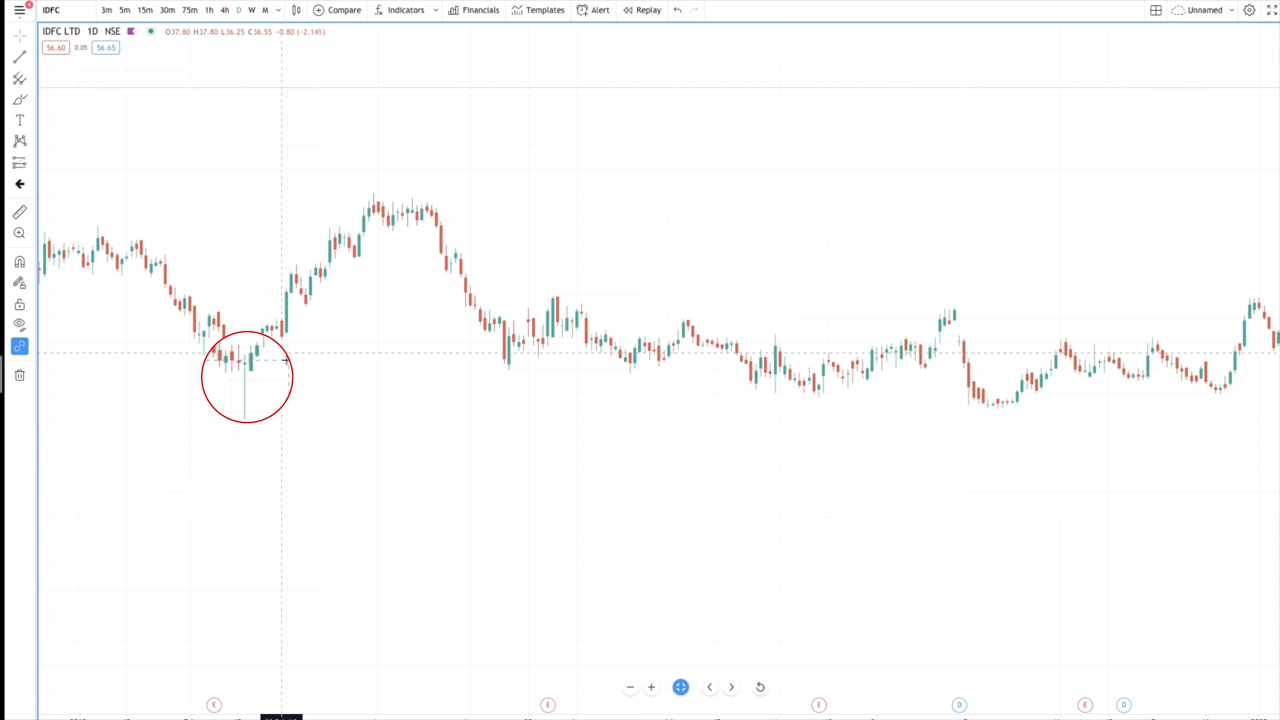 IDFC 3m 5m 15m 30m 75m 1h 4h D W M Compare Indicators Financials Templates Alert Replay Unnamed
IDFC LTD 1D NSE O37.80 H37.80 L36.25 C36.55 -0.80 (-2.14%)
56.60 0.05 56.65
E E E D E D